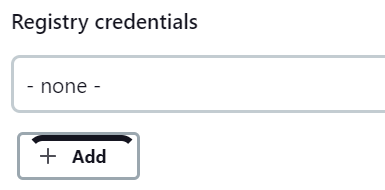 Registry credentials
- none -
+ Add